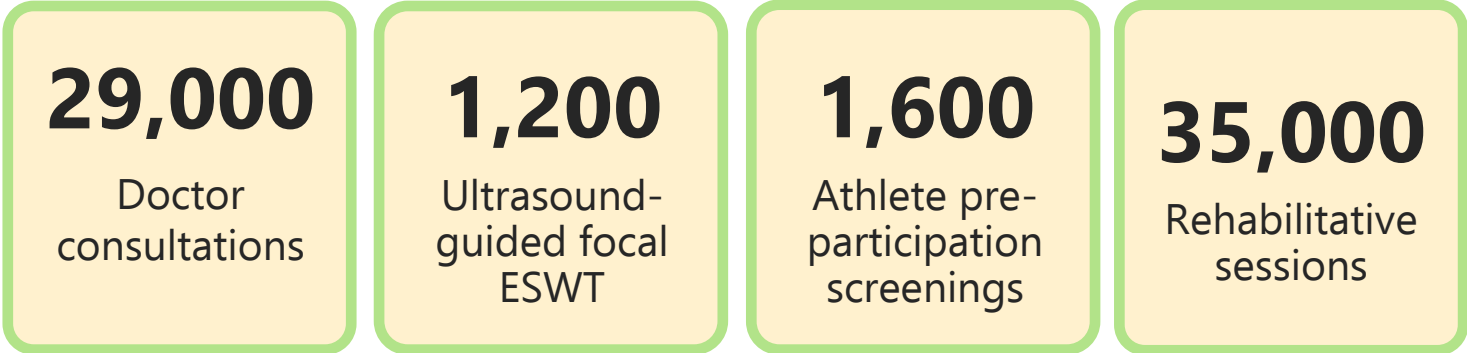 29,000
Doctor
consultations
1,200
Ultrasound-
guided focal
ESWT
1,600
Athlete pre-
participation
screenings
35,000
Rehabilitative
sessions